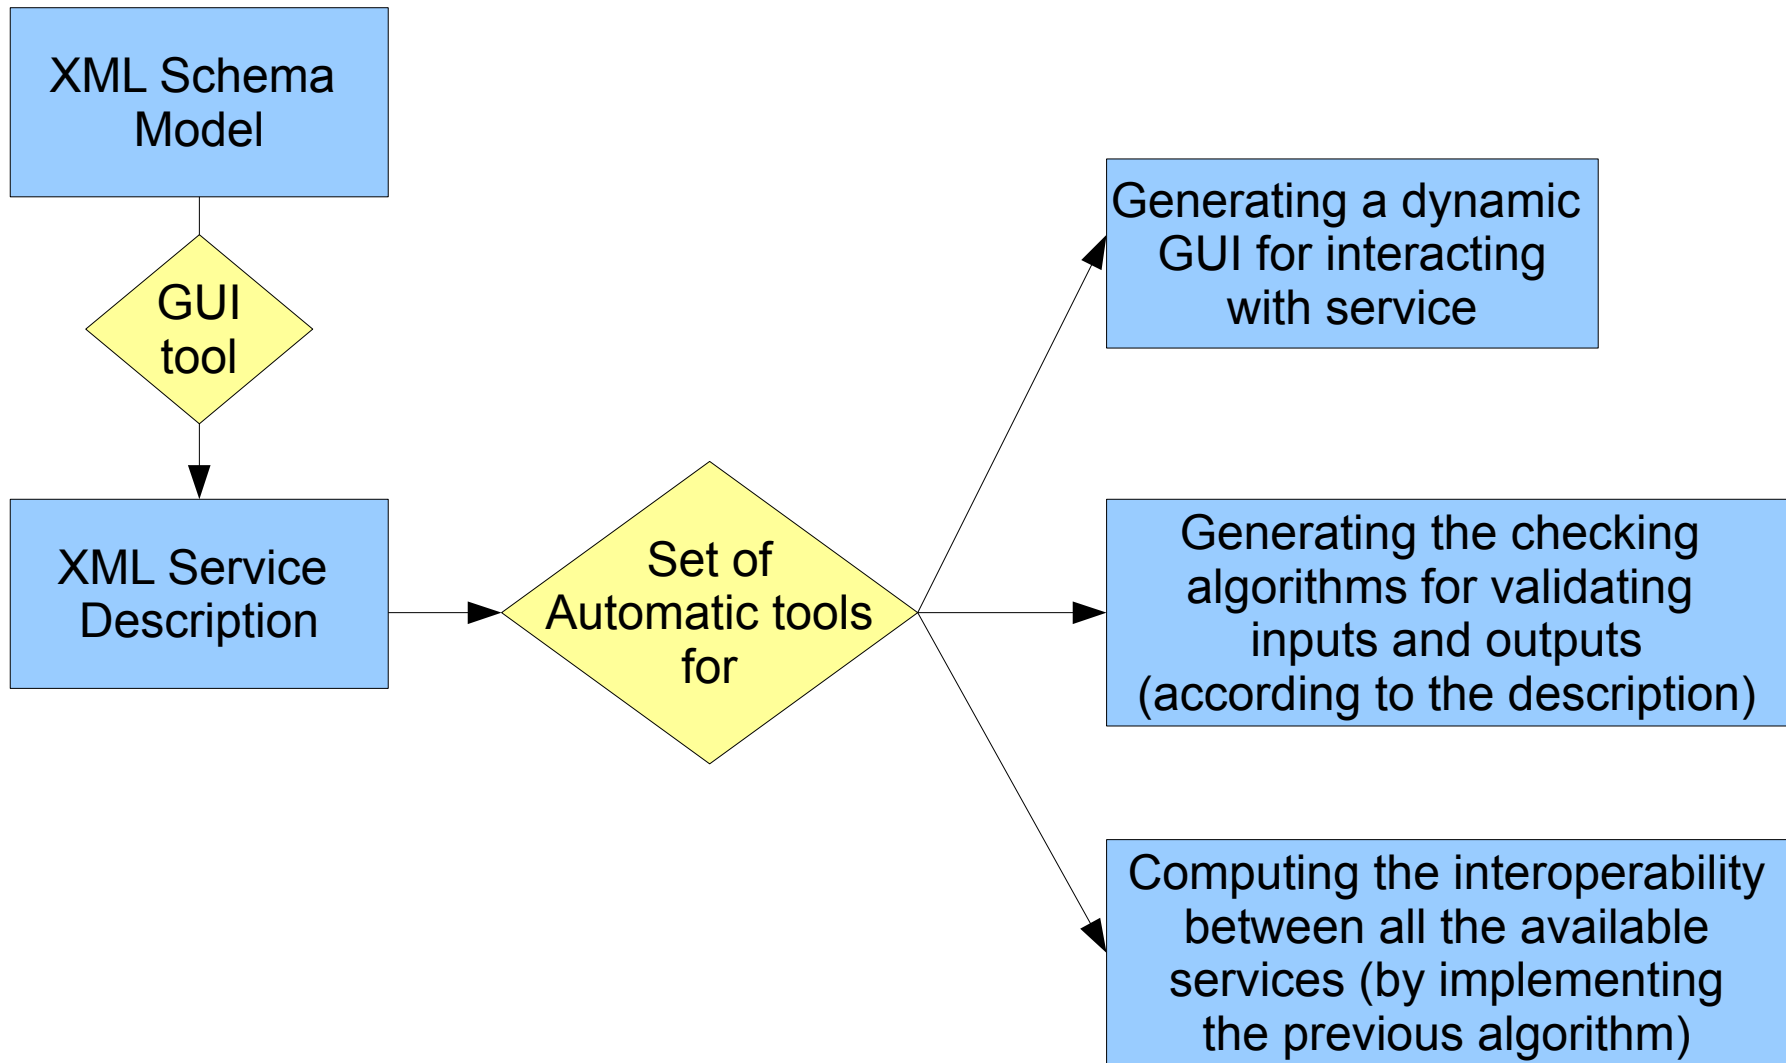 XML Schema
Model
GUI
tool
XML Service
Description
Set of
Automatic tools
for
Generating a dynamic
GUI for interacting
with service
Generating the checking
algorithms for validating
inputs and outputs
(according to the description)
Computing the interoperability
between all the available
services (by implementing
the previous algorithm)